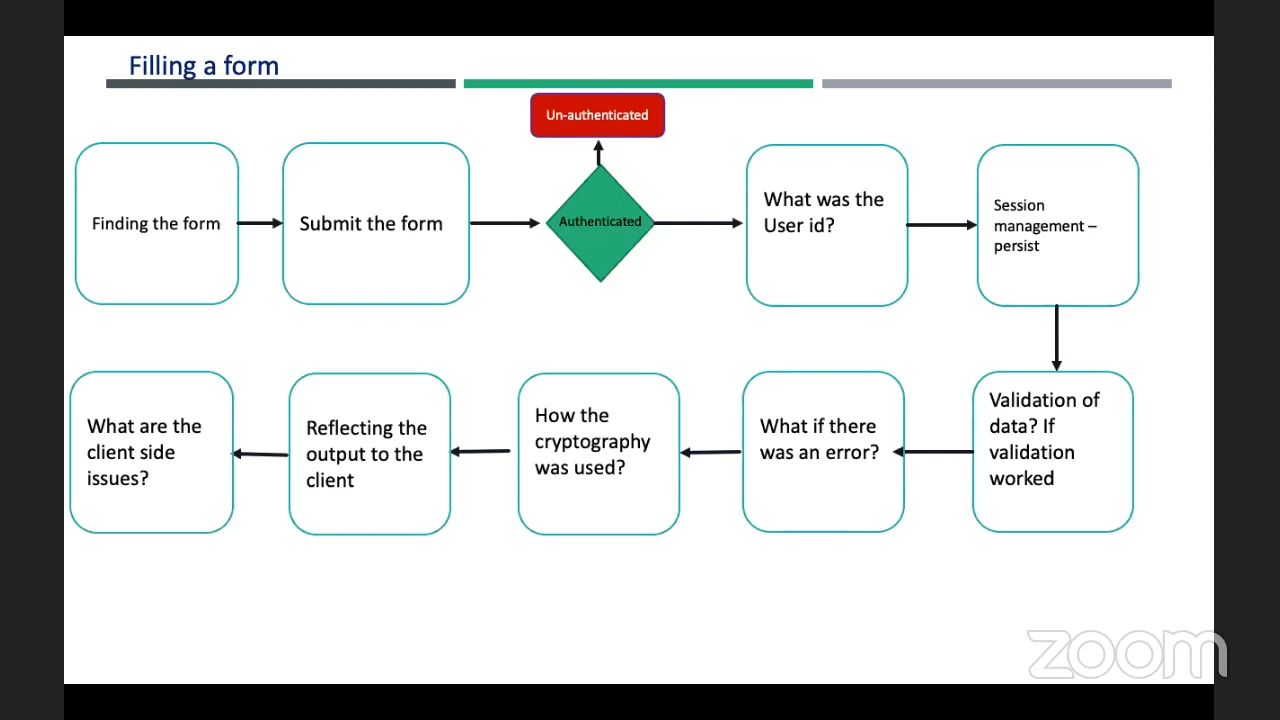 Filling a form
Un-authenticated
Finding the form
Submit the form
Authenticated
What was the
User id?
Session
management –
persist
What are the
client side
issues?
Reflecting the
output to the
client
How the
cryptography
was used?
What if there
was an error?
Validation of
data? If
validation
worked
zoom